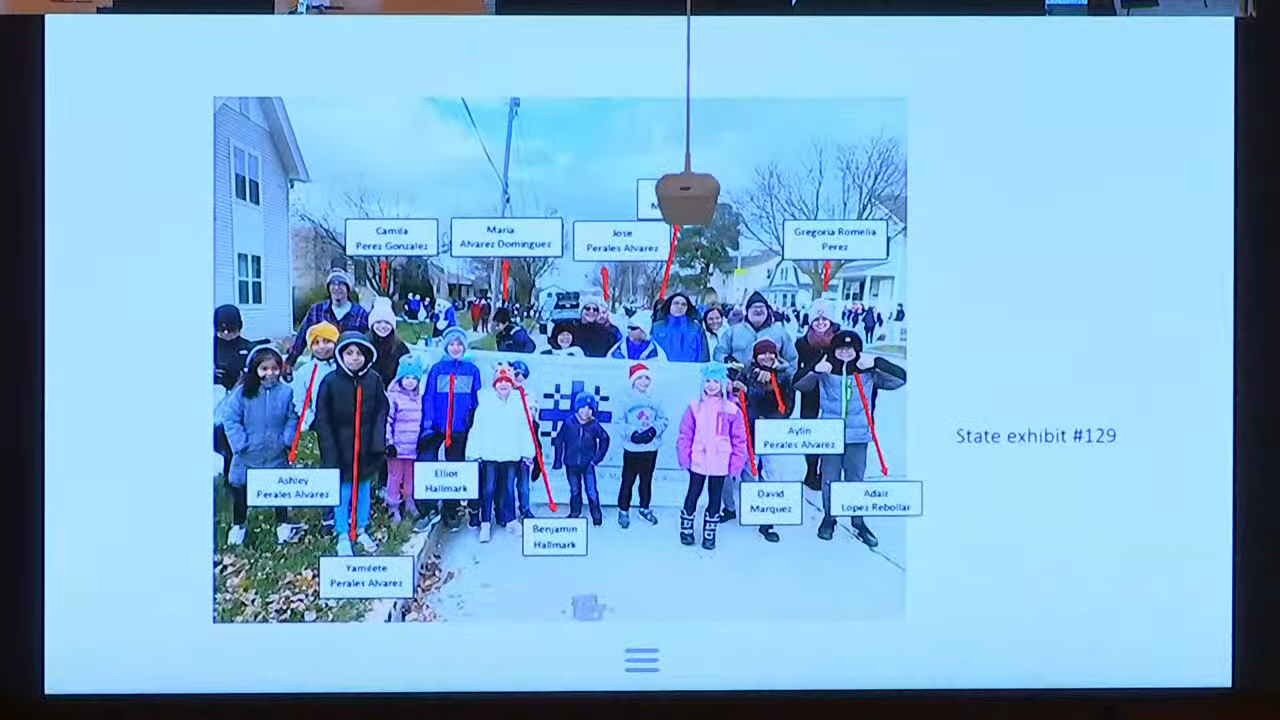 Camila
Perez Gonzalez
Maria
Alvarez Dominguez
Jose
Perales Alvarez
Gregoria Romelia
Perez
Aylin
Perales Alvarez
Ashley
Perales Alvarez
Elliot
Hallmark
David
Marquez
Adair
Lopez Rebollar
Benjamin
Hallmark
Yamilete
Perales Alvarez
State exhibit #129